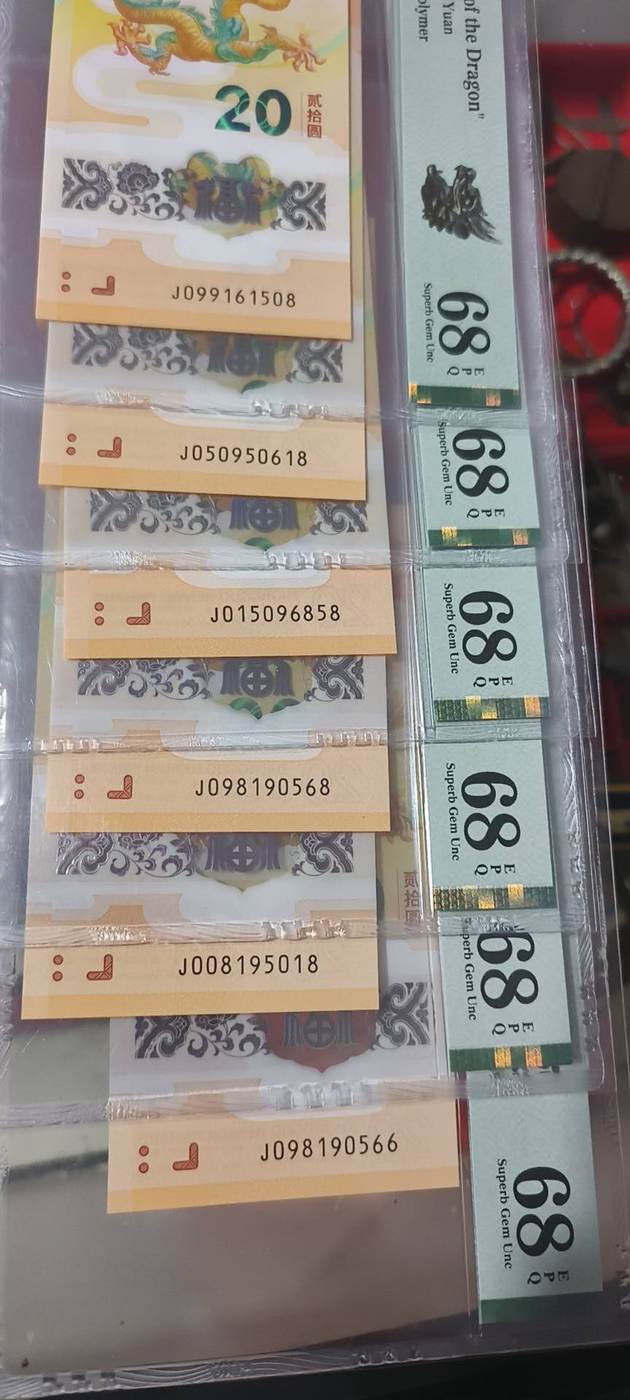 of the Dragon"
Yuan
olymer
20
贰拾圆
福
J099161508
68
EPQ
Superb Gem Unc
J050950618
68
EPQ
Superb Gem Unc
J015096858
68
EPQ
Superb Gem Unc
J098190568
68
EPQ
Superb Gem Unc
贰拾圆
J008195018
68
EPQ
Superb Gem Unc
J098190566
68
EPQ
Superb Gem Unc